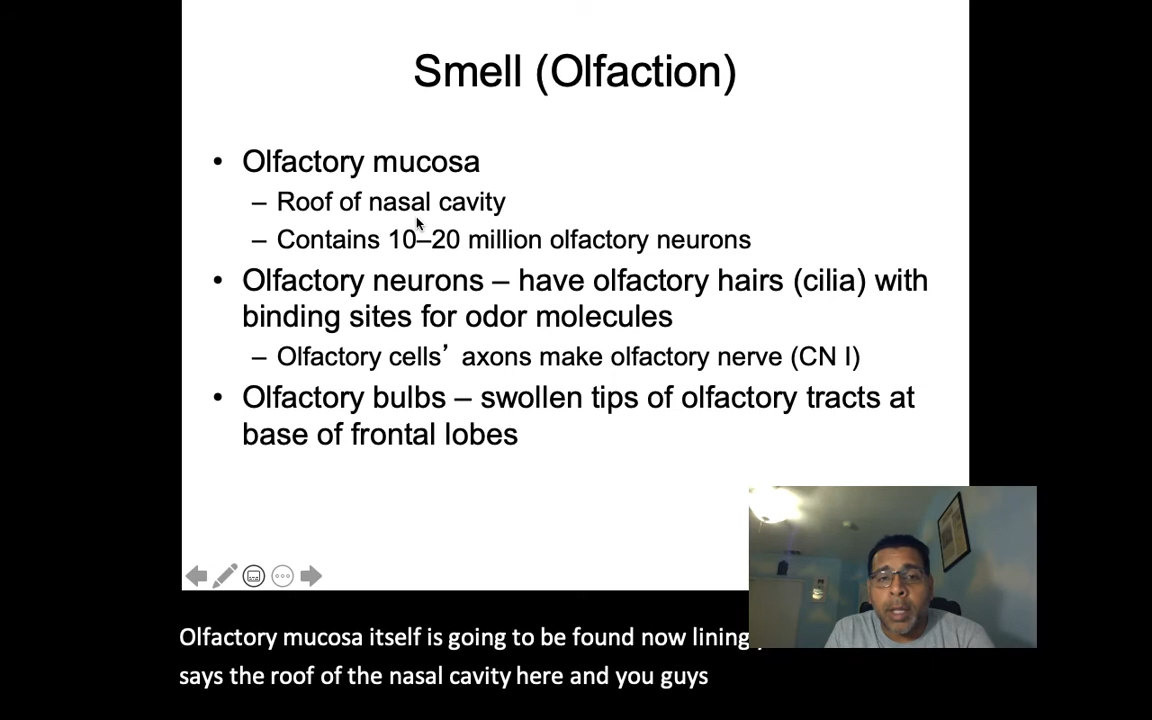 Smell (Olfaction)
• Olfactory mucosa
– Roof of nasal cavity
– Contains 10–20 million olfactory neurons
• Olfactory neurons – have olfactory hairs (cilia) with
binding sites for odor molecules
– Olfactory cells’ axons make olfactory nerve (CN I)
• Olfactory bulbs – swollen tips of olfactory tracts at
base of frontal lobes
Olfactory mucosa itself is going to be found now lining
says the roof of the nasal cavity here and you guys